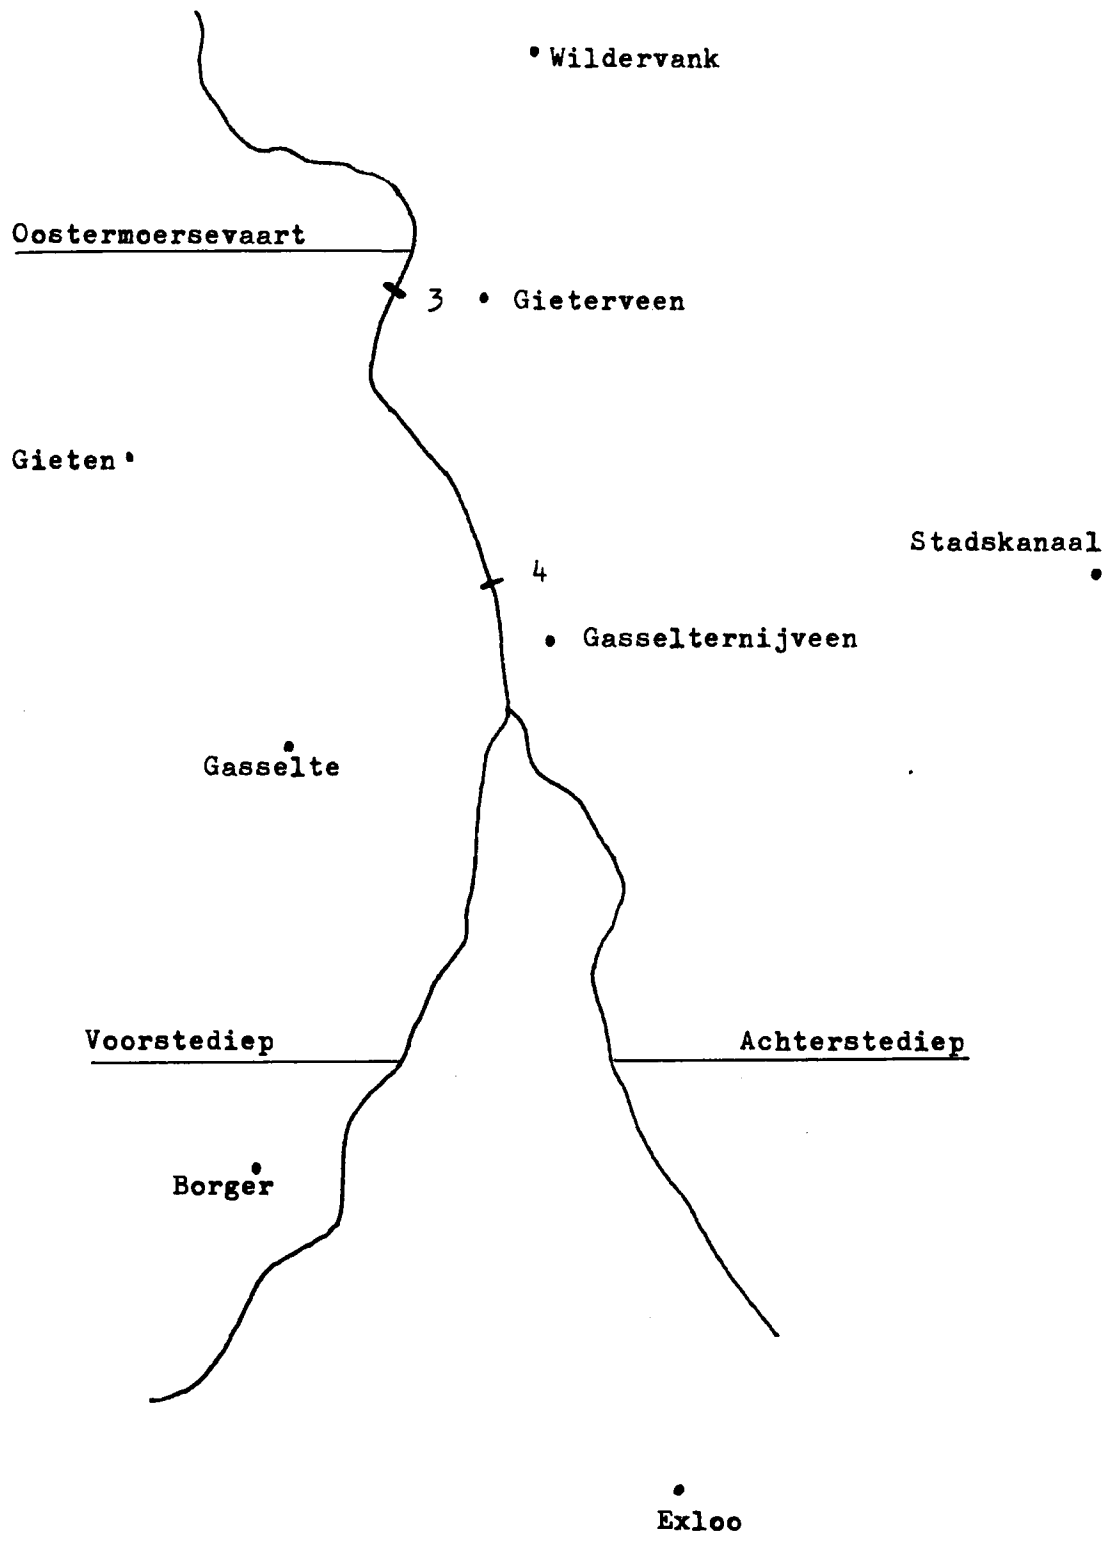 Wildervank
Oostermoersevaart
3
Gieterveen
Gieten
Stadskanaal
4
Gasselternijveen
Gasselte
Voorstediep
Achterstediep
Borger
Exloo